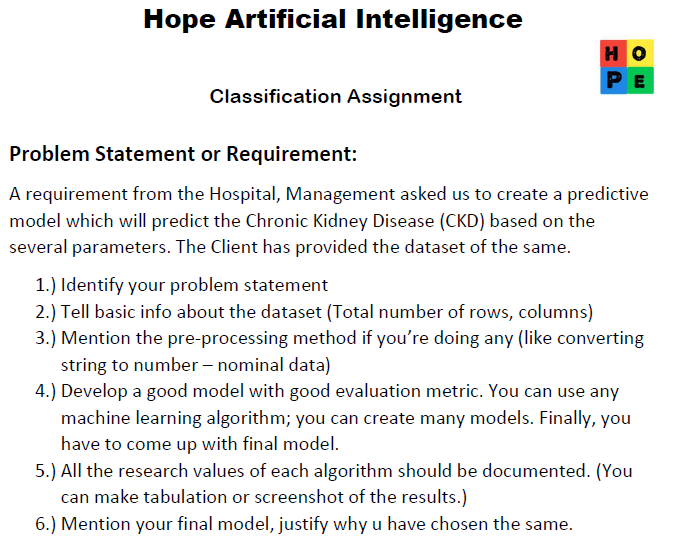 Hope Artificial Intelligence
H O
P E
Classification Assignment
Problem Statement or Requirement:
A requirement from the Hospital, Management asked us to create a predictive
model which will predict the Chronic Kidney Disease (CKD) based on the
several parameters. The Client has provided the dataset of the same.
1.) Identify your problem statement
2.) Tell basic info about the dataset (Total number of rows, columns)
3.) Mention the pre-processing method if you’re doing any (like converting
string to number – nominal data)
4.) Develop a good model with good evaluation metric. You can use any
machine learning algorithm; you can create many models. Finally, you
have to come up with final model.
5.) All the research values of each algorithm should be documented. (You
can make tabulation or screenshot of the results.)
6.) Mention your final model, justify why u have chosen the same.